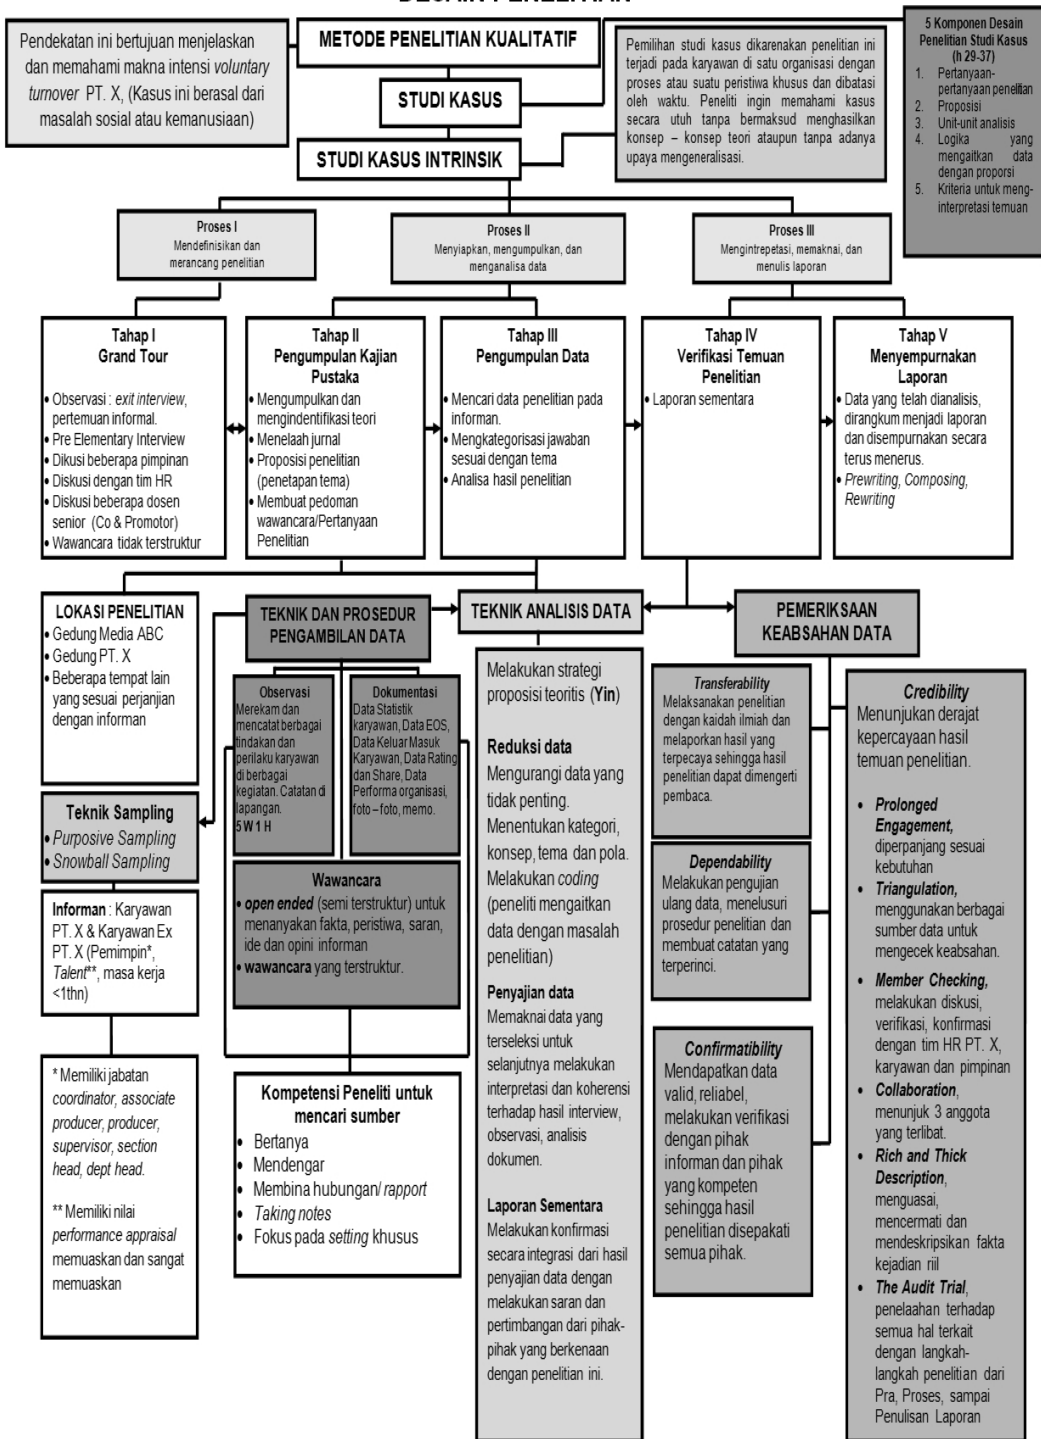 DESAIN PENELITIAN
Pendekatan ini bertujuan menjelaskan
dan memahami makna intensi voluntary
turnover PT. X, (Kasus ini berasal dari
masalah sosial atau kemanusiaan)
METODE PENELITIAN KUALITATIF
STUDI KASUS
STUDI KASUS INTRINSIK
Pemilihan studi kasus dikarenakan penelitian ini
terjadi pada karyawan di satu organisasi dengan
proses atau suatu peristiwa khusus dan dibatasi
oleh waktu. Peneliti ingin memahami kasus
secara utuh tanpa bermaksud menghasilkan
konsep – konsep teori ataupun tanpa adanya
upaya mengeneralisasi.
5 Komponen Desain
Penelitian Studi Kasus
(h 29-37)
1. Pertanyaan-
pertanyaan penelitian
2. Proposisi
3. Unit-unit analisis
4. Logika yang
mengaitkan data
dengan proporsi
5. Kriteria untuk meng-
interpretasi temuan
Proses I
Mendefinisikan dan
merancang penelitian
Proses II
Menyiapkan, mengumpulkan, dan
menganalisa data
Proses III
Mengintrepetasi, memaknai, dan
menulis laporan
Tahap I
Grand Tour
• Observasi : exit interview,
pertemuan informal.
• Pre Elementary Interview
• Dikusi beberapa pimpinan
• Diskusi dengan tim HR
• Diskusi beberapa dosen
senior (Co & Promotor)
• Wawancara tidak terstruktur
Tahap II
Pengumpulan Kajian
Pustaka
• Mengumpulkan dan
mengindentifikasi teori
• Menelaah jurnal
• Proposisi penelitian
(penetapan tema)
• Membuat pedoman
wawancara/Pertanyaan
Penelitian
Tahap III
Pengumpulan Data
• Mencari data penelitian pada
informan.
• Mengkategorisasi jawaban
sesuai dengan tema
• Analisa hasil penelitian
Tahap IV
Verifikasi Temuan
Penelitian
• Laporan sementara
Tahap V
Menyempurnakan
Laporan
• Data yang telah dianalisis,
dirangkum menjadi laporan
dan disempurnakan secara
terus menerus.
• Prewriting, Composing,
Rewriting
LOKASI PENELITIAN
• Gedung Media ABC
• Gedung PT. X
• Beberapa tempat lain
yang sesuai perjanjian
dengan informan
Teknik Sampling
• Purposive Sampling
• Snowball Sampling
Informan : Karyawan
PT. X & Karyawan Ex
PT. X (Pemimpin*,
Talent**, masa kerja
<1thn)
* Memiliki jabatan
coordinator, associate
producer, producer,
supervisor, section
head, dept head.
** Memiliki nilai
performance appraisal
memuaskan dan sangat
memuaskan
TEKNIK DAN PROSEDUR
PENGAMBILAN DATA
Observasi
Merekam dan
mencatat berbagai
tindakan dan
perilaku karyawan
di berbagai
kegiatan. Catatan di
lapangan.
5 W 1 H
Dokumentasi
Data Statistik
karyawan, Data EOS,
Data Keluar Masuk
Karyawan, Data Rating
dan Share, Data
Performa organisasi,
foto – foto, memo.
Wawancara
• open ended (semi terstruktur) untuk
menanyakan fakta, peristiwa, saran,
ide dan opini informan
• wawancara yang terstruktur.
Kompetensi Peneliti untuk
mencari sumber
• Bertanya
• Mendengar
• Membina hubungan/ rapport
• Taking notes
• Fokus pada setting khusus
TEKNIK ANALISIS DATA
Melakukan strategi
proposisi teoritis (Yin)
Reduksi data
Mengurangi data yang
tidak penting.
Menentukan kategori,
konsep, tema dan pola.
Melakukan coding
(peneliti mengaitkan
data dengan masalah
penelitian)
Penyajian data
Memaknai data yang
terseleksi untuk
selanjutnya melakukan
interpretasi dan koherensi
terhadap hasil interview,
observasi, analisis
dokumen.
Laporan Sementara
Melakukan konfirmasi
secara integrasi dari hasil
penyajian data dengan
melakukan saran dan
pertimbangan dari pihak-
pihak yang berkenaan
dengan penelitian ini.
PEMERIKSAAN
KEABSAHAN DATA
Transferability
Melaksanakan penelitian
dengan kaidah ilmiah dan
melaporkan hasil yang
terpecaya sehingga hasil
penelitian dapat dimengerti
pembaca.
Dependability
Melakukan pengujian
ulang data, menelusuri
prosedur penelitian dan
membuat catatan yang
terperinci.
Confirmatibility
Mendapatkan data
valid, reliabel,
melakukan verifikasi
dengan pihak
informan dan pihak
yang kompeten
sehingga hasil
penelitian disepakati
semua pihak.
Credibility
Menunjukan derajat
kepercayaan hasil
temuan penelitian.
• Prolonged
Engagement,
diperpanjang sesuai
kebutuhan
• Triangulation,
menggunakan berbagai
sumber data untuk
mengecek keabsahan.
• Member Checking,
melakukan diskusi,
verifikasi, konfirmasi
dengan tim HR PT. X,
karyawan dan pimpinan
• Collaboration,
menunjuk 3 anggota
yang terlibat.
• Rich and Thick
Description,
menguasai,
mencermati dan
mendeskripsikan fakta
kejadian riil
• The Audit Trial,
penelaahan terhadap
semua hal terkait
dengan langkah-
langkah penelitian dari
Pra, Proses, sampai
Penulisan Laporan